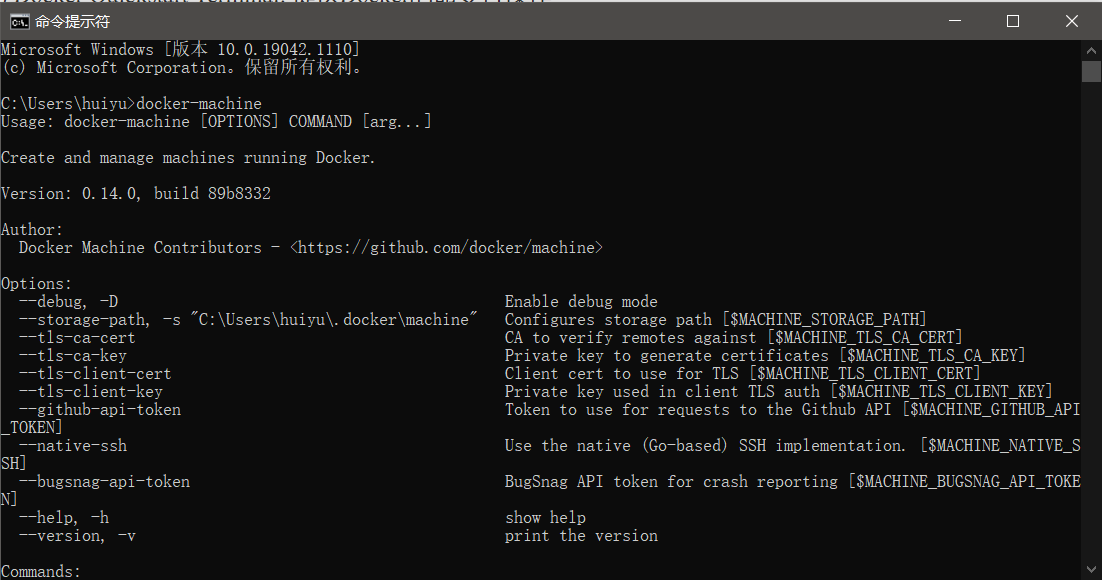 命令提示符
Microsoft Windows [版本 10.0.19042.1110]
(c) Microsoft Corporation。保留所有权利。
C:\Users\huiyu>docker-machine
Usage: docker-machine [OPTIONS] COMMAND [arg...]
Create and manage machines running Docker.
Version: 0.14.0, build 89b8332
Author:
  Docker Machine Contributors - <https://github.com/docker/machine>
Options:
  --debug, -D                                           Enable debug mode
  --storage-path, -s "C:\Users\huiyu\.docker\machine"   Configures storage path [$MACHINE_STORAGE_PATH]
  --tls-ca-cert                                         CA to verify remotes against [$MACHINE_TLS_CA_CERT]
  --tls-ca-key                                          Private key to generate certificates [$MACHINE_TLS_CA_KEY]
  --tls-client-cert                                     Client cert to use for TLS [$MACHINE_TLS_CLIENT_CERT]
  --tls-client-key                                      Private key used in client TLS auth [$MACHINE_TLS_CLIENT_KEY]
  --github-api-token                                    Token to use for requests to the Github API [$MACHINE_GITHUB_API
_TOKEN]
  --native-ssh                                          Use the native (Go-based) SSH implementation. [$MACHINE_NATIVE_S
SH]
  --bugsnag-api-token                                   BugSnag API token for crash reporting [$MACHINE_BUGSNAG_API_TOKE
N]
  --help, -h                                            show help
  --version, -v                                         print the version
Commands: